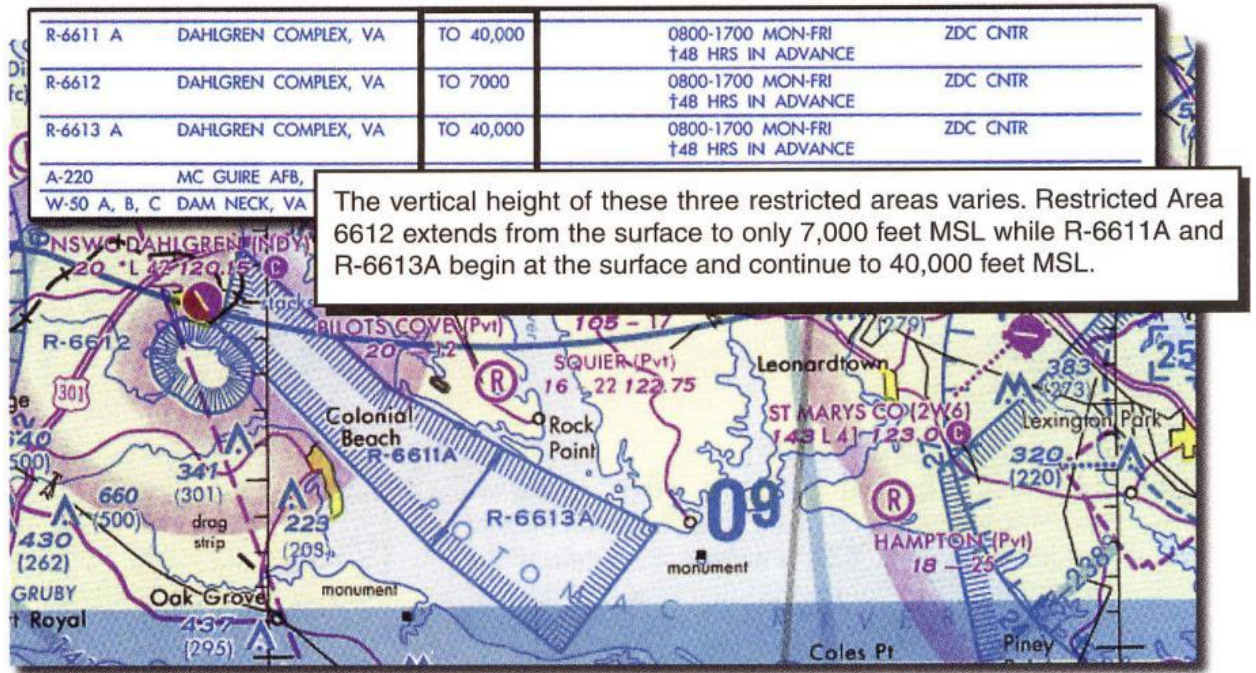 R-6611 A DAHLGREN COMPLEX, VA TO 40,000 0800-1700 MON-FRI ZDC CNTR
†48 HRS IN ADVANCE
R-6612 DAHLGREN COMPLEX, VA TO 7000 0800-1700 MON-FRI ZDC CNTR
†48 HRS IN ADVANCE
R-6613 A DAHLGREN COMPLEX, VA TO 40,000 0800-1700 MON-FRI ZDC CNTR
†48 HRS IN ADVANCE
A-220 MC GUIRE AFB,
W-50 A, B, C DAM NECK, VA
The vertical height of these three restricted areas varies. Restricted Area
6612 extends from the surface to only 7,000 feet MSL while R-6611A and
R-6613A begin at the surface and continue to 40,000 feet MSL.
NSWC DAHLGREN (NDY)
20 *L 42 120.15 C
stacks
R-6612
301
PILOTS COVE (Pvt)
20 - 12
105 - 17
SQUIER (Pvt)
16 - 22 122.75
R
Rock
Point
Colonial
Beach
R-6611A
R-6613A
POTOMAC RIVER
Leonardtown
(279)
383
(273)
25
ST MARYS CO (2W6)
143 L 41 123.0 C
Lexington Park
320
(220)
R
HAMPTON (Pvt)
18 - 25
238°
09
monument
341
(301)
660
(500)
drag
strip
223
(203)
430
(262)
GRUBY
t Royal
Oak Grove
437
(295)
monument
Coles Pt
Piney